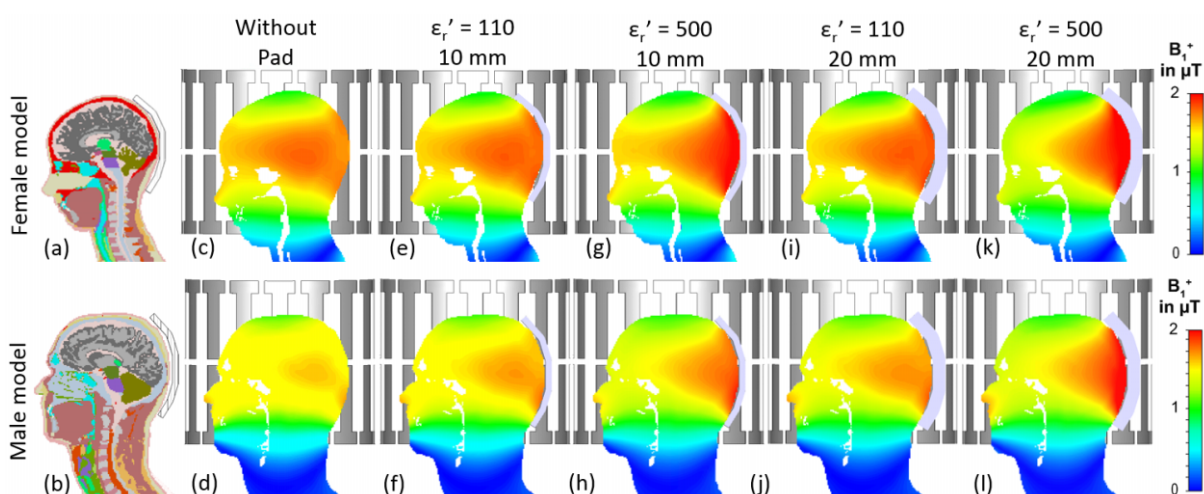 Without Pad
εr’ = 110 10 mm
εr’ = 500 10 mm
εr’ = 110 20 mm
εr’ = 500 20 mm
B1+ in µT
2
1
0
Female model
(a)
(c)
(e)
(g)
(i)
(k)
B1+ in µT
2
1
0
Male model
(b)
(d)
(f)
(h)
(j)
(l)